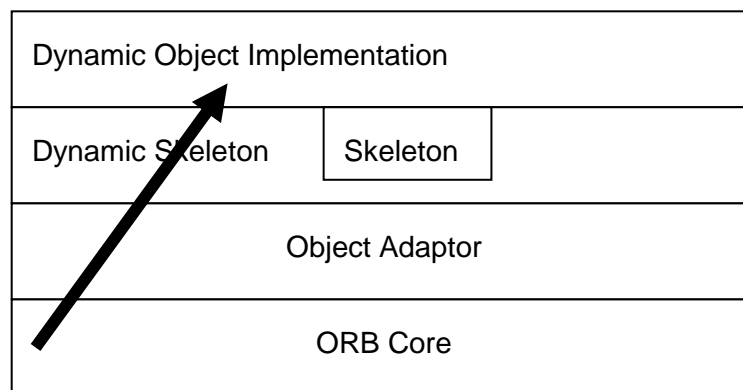 Dynamic Object Implementation
Dynamic Skeleton
Skeleton
Object Adaptor
ORB Core